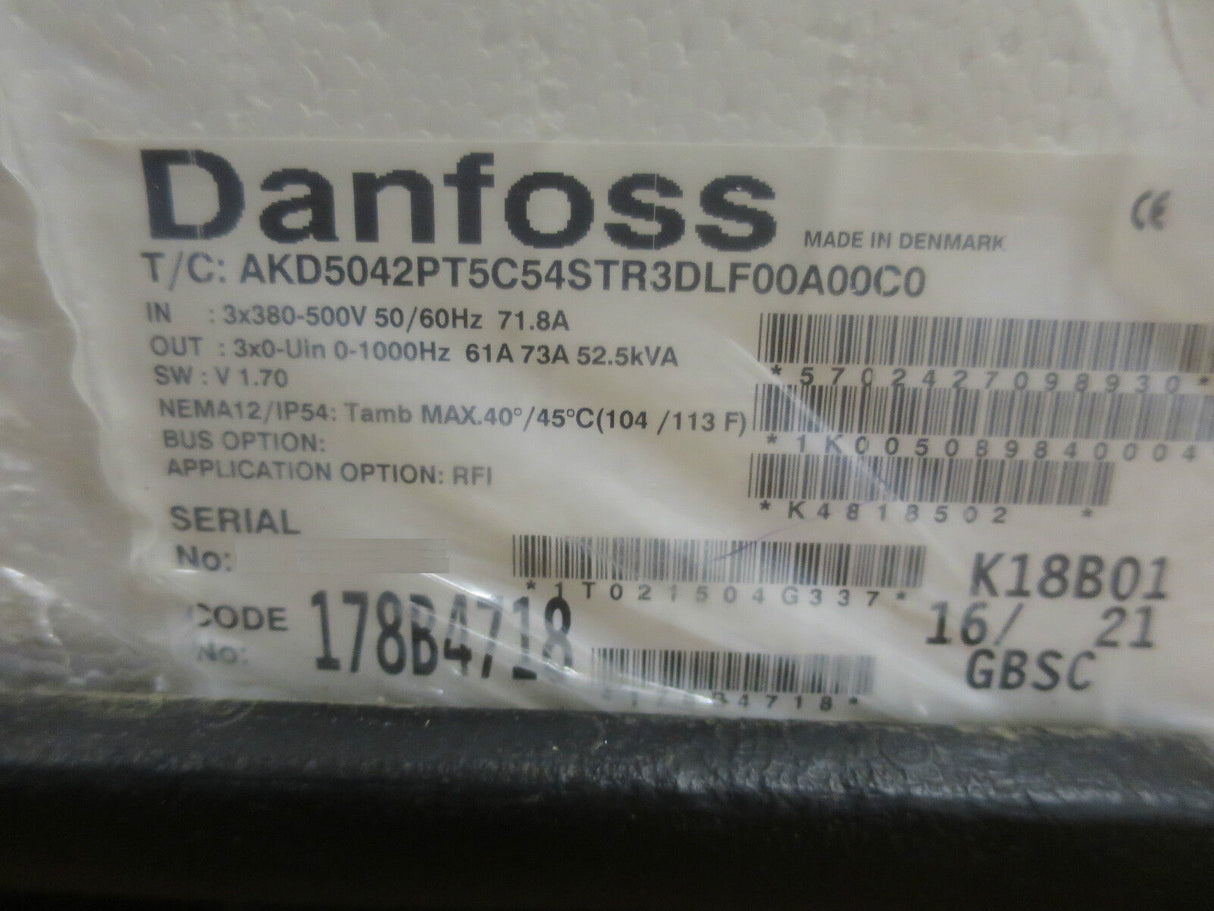 Danfoss MADE IN DENMARK CE
T/C: AKD5042PT5C54STR3DLF00A00C0
IN : 3x380-500V 50/60Hz 71.8A
OUT : 3x0-Uin 0-1000Hz 61A 73A 52.5kVA
SW : V 1.70
*5702427098930*
NEMA12/IP54: Tamb MAX.40°/45°C(104 /113 F)
*1K005089840004
BUS OPTION:
APPLICATION OPTION: RFI
*K4818502 *
SERIAL
No:
*1T021504G337*
K18B01
16/ 21
GBSC
CODE
No:
178B4718
4718*